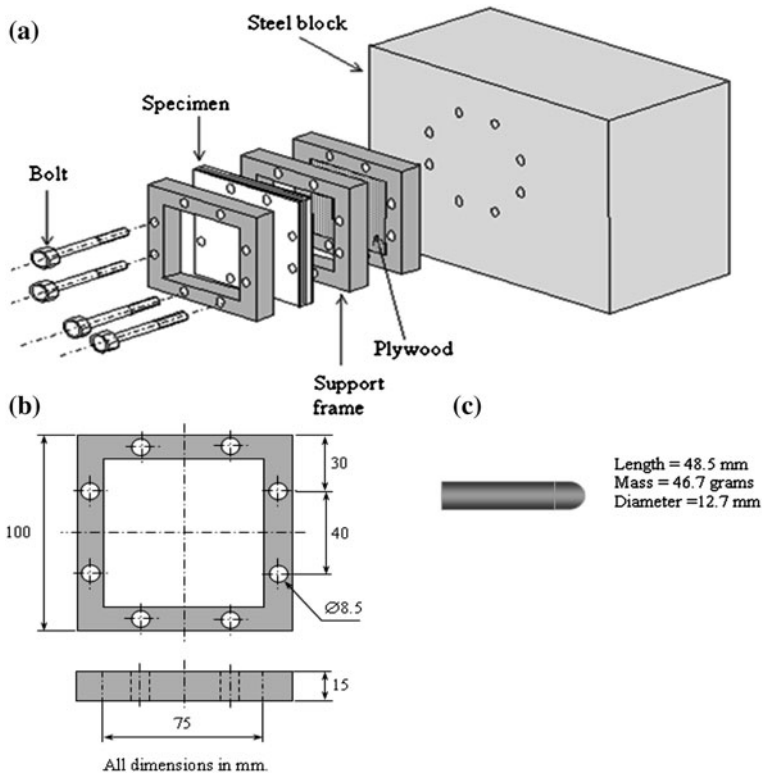 (a)
Steel block
Specimen
Bolt
Plywood
Support
frame
(b)
30
100
40
Ø8.5
15
75
All dimensions in mm.
(c)
Length = 48.5 mm
Mass = 46.7 grams
Diameter =12.7 mm